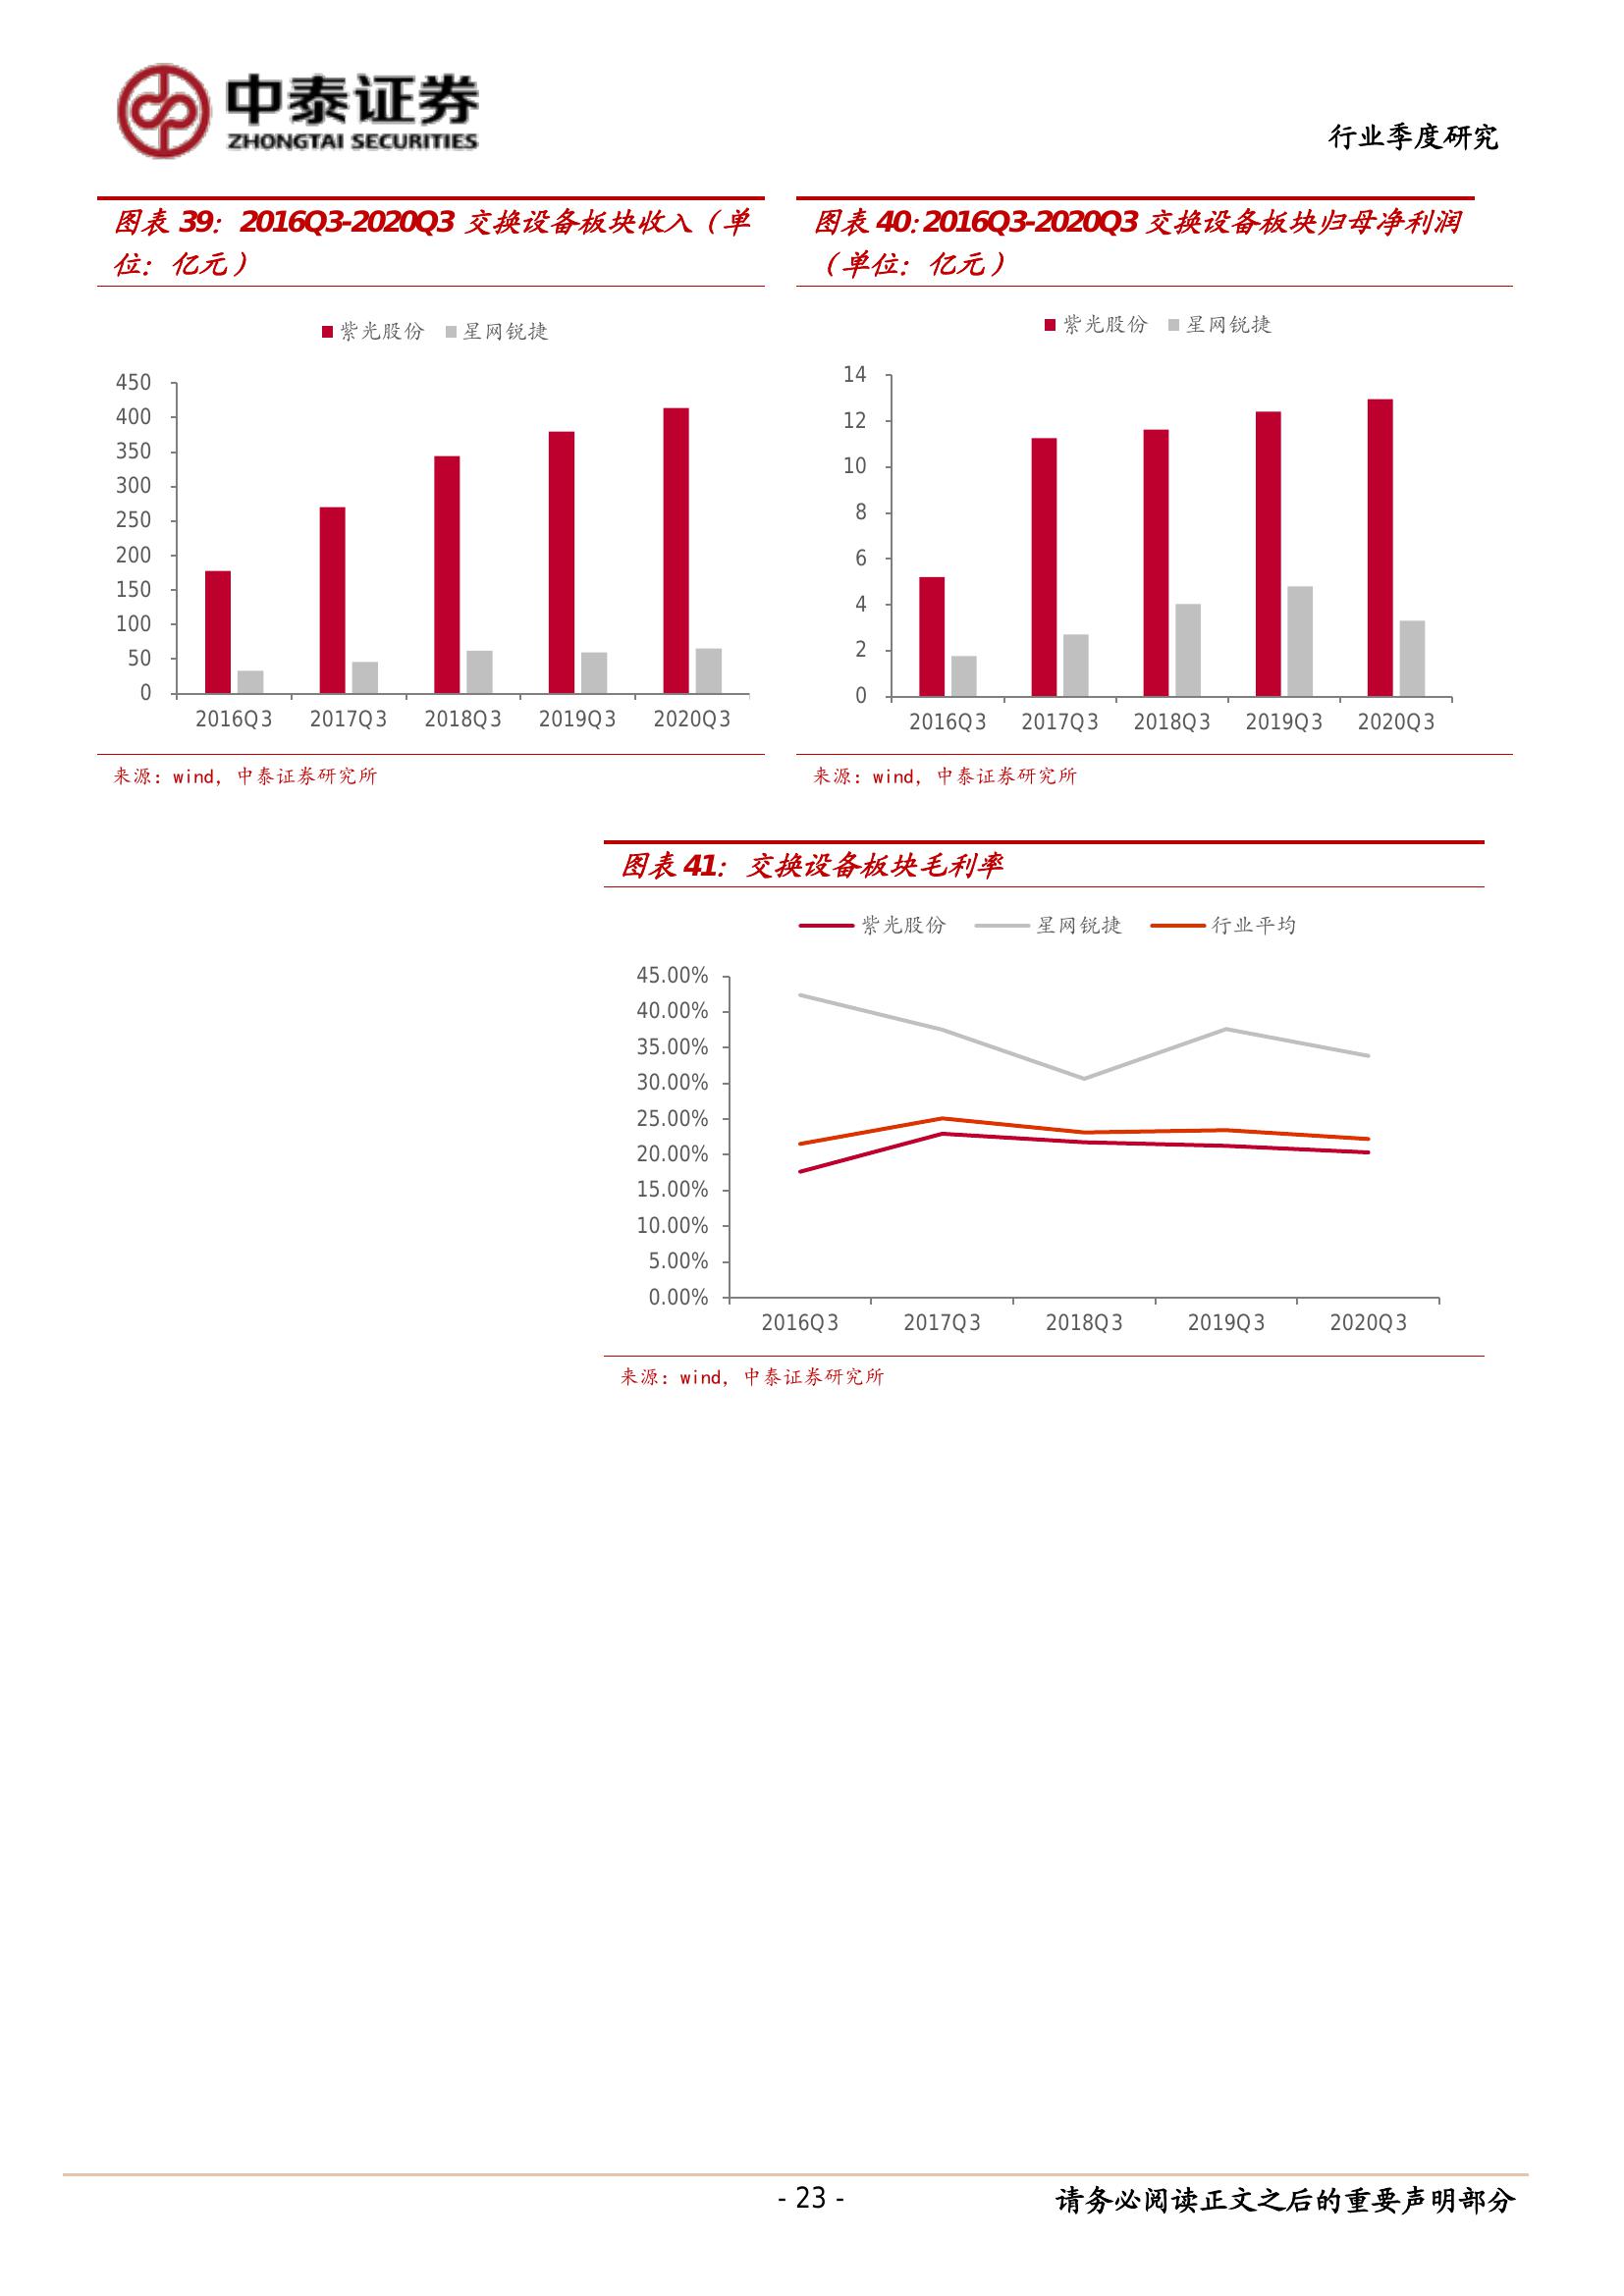 中泰证券
ZHONGTAI SECURITIES
行业季度研究
图表 39：2016Q3-2020Q3 交换设备板块收入（单
位：亿元）
紫光股份 星网锐捷
450
400
350
300
250
200
150
100
50
0
2016Q3 2017Q3 2018Q3 2019Q3 2020Q3
来源：wind，中泰证券研究所
图表 40：2016Q3-2020Q3 交换设备板块归母净利润
（单位：亿元）
紫光股份 星网锐捷
14
12
10
8
6
4
2
0
2016Q3 2017Q3 2018Q3 2019Q3 2020Q3
来源：wind，中泰证券研究所
图表 41：交换设备板块毛利率
紫光股份 星网锐捷 行业平均
45.00%
40.00%
35.00%
30.00%
25.00%
20.00%
15.00%
10.00%
5.00%
0.00%
2016Q3 2017Q3 2018Q3 2019Q3 2020Q3
来源：wind，中泰证券研究所
- 23 -
请务必阅读正文之后的重要声明部分